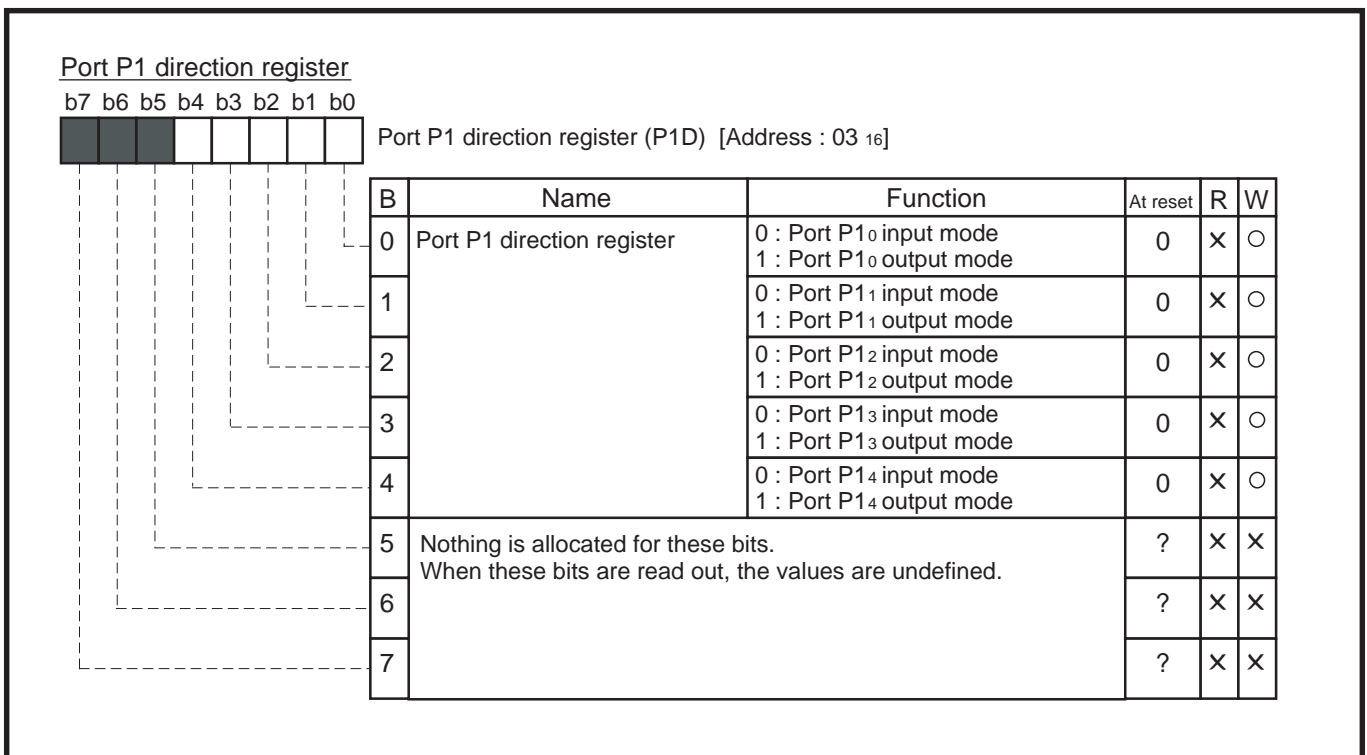 Port P1 direction register
b7 b6 b5 b4 b3 b2 b1 b0
Port P1 direction register (P1D) [Address : 03 16]
B Name Function At reset R W
0 Port P1 direction register 0 : Port P10 input mode 0 × ○
1 : Port P10 output mode
1 0 : Port P11 input mode 0 × ○
1 : Port P11 output mode
2 0 : Port P12 input mode 0 × ○
1 : Port P12 output mode
3 0 : Port P13 input mode 0 × ○
1 : Port P13 output mode
4 0 : Port P14 input mode 0 × ○
1 : Port P14 output mode
5 Nothing is allocated for these bits. ? × ×
When these bits are read out, the values are undefined.
6 ? × ×
7 ? × ×